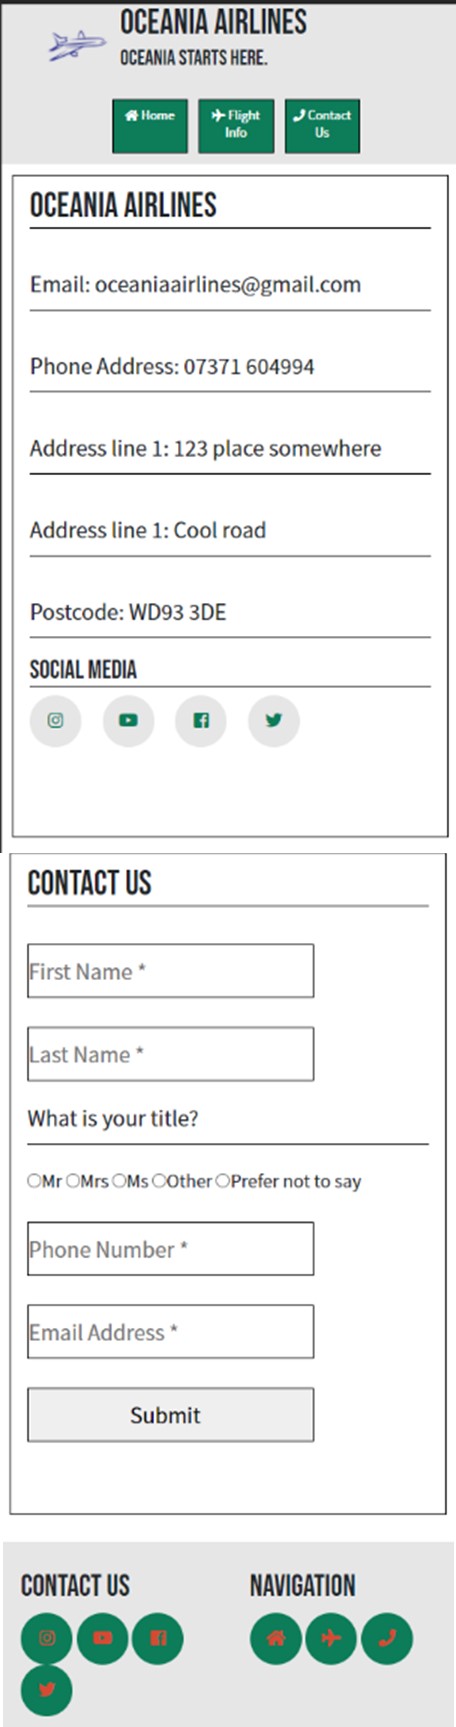 OCEANIA AIRLINES
OCEANIA STARTS HERE.
Home
Flight
Info
Contact
Us
OCEANIA AIRLINES
Email: oceaniaairlines@gmail.com
Phone Address: 07371 604994
Address line 1: 123 place somewhere
Address line 1: Cool road
Postcode: WD93 3DE
SOCIAL MEDIA
CONTACT US
First Name *
Last Name *
What is your title?
Mr Mrs Ms Other Prefer not to say
Phone Number *
Email Address *
Submit
CONTACT US
NAVIGATION